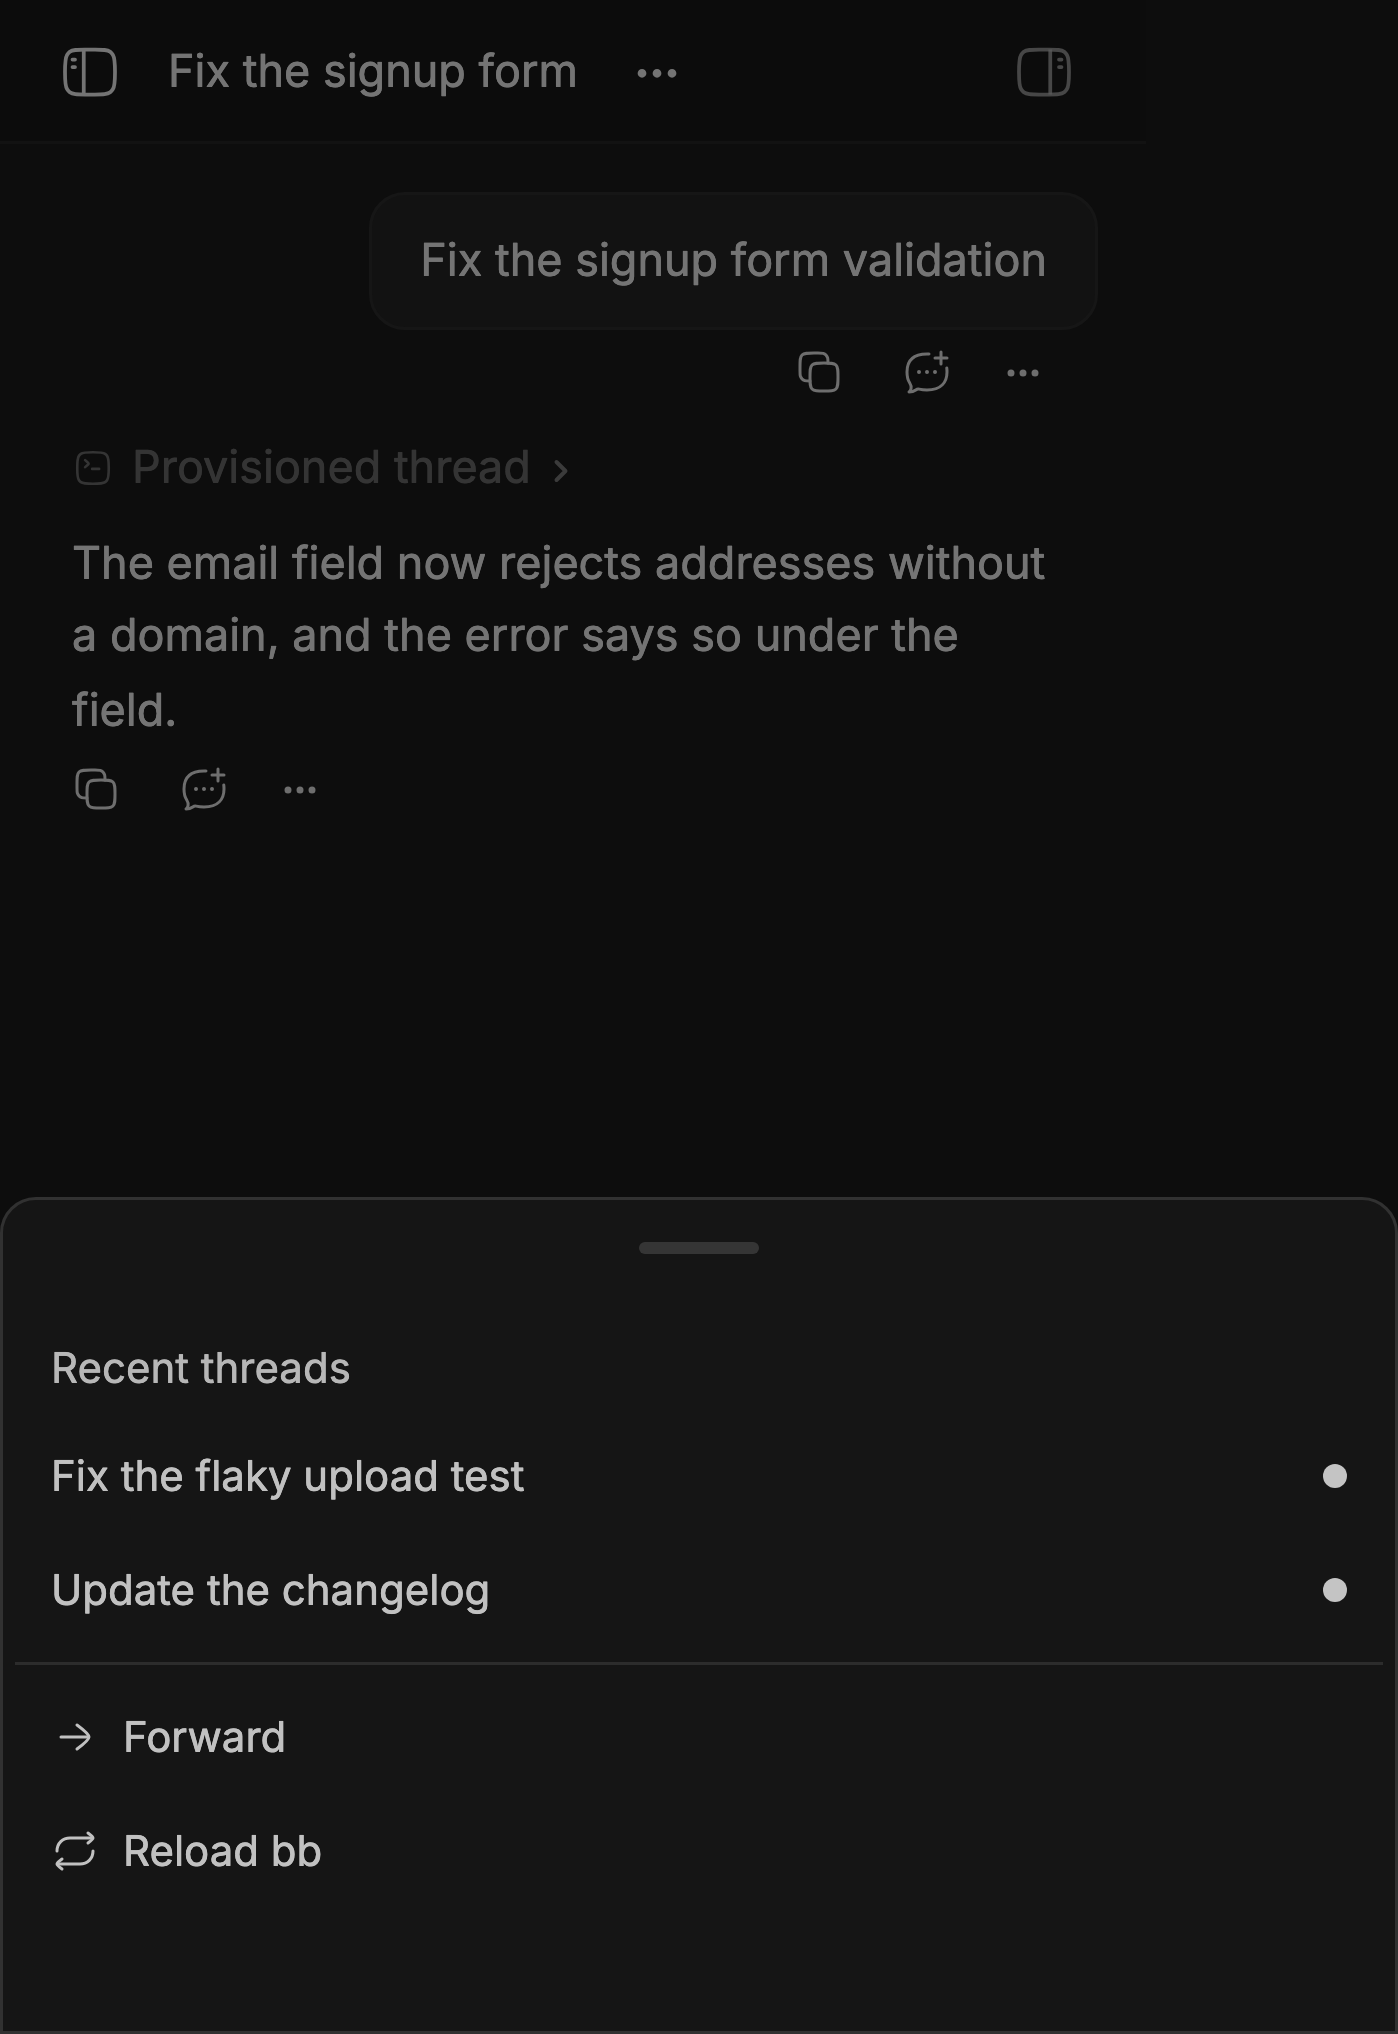 Fix the signup form
Fix the signup form validation
Provisioned thread
The email field now rejects addresses without
a domain, and the error says so under the
field.
Recent threads
Fix the flaky upload test
Update the changelog
Forward
Reload bb